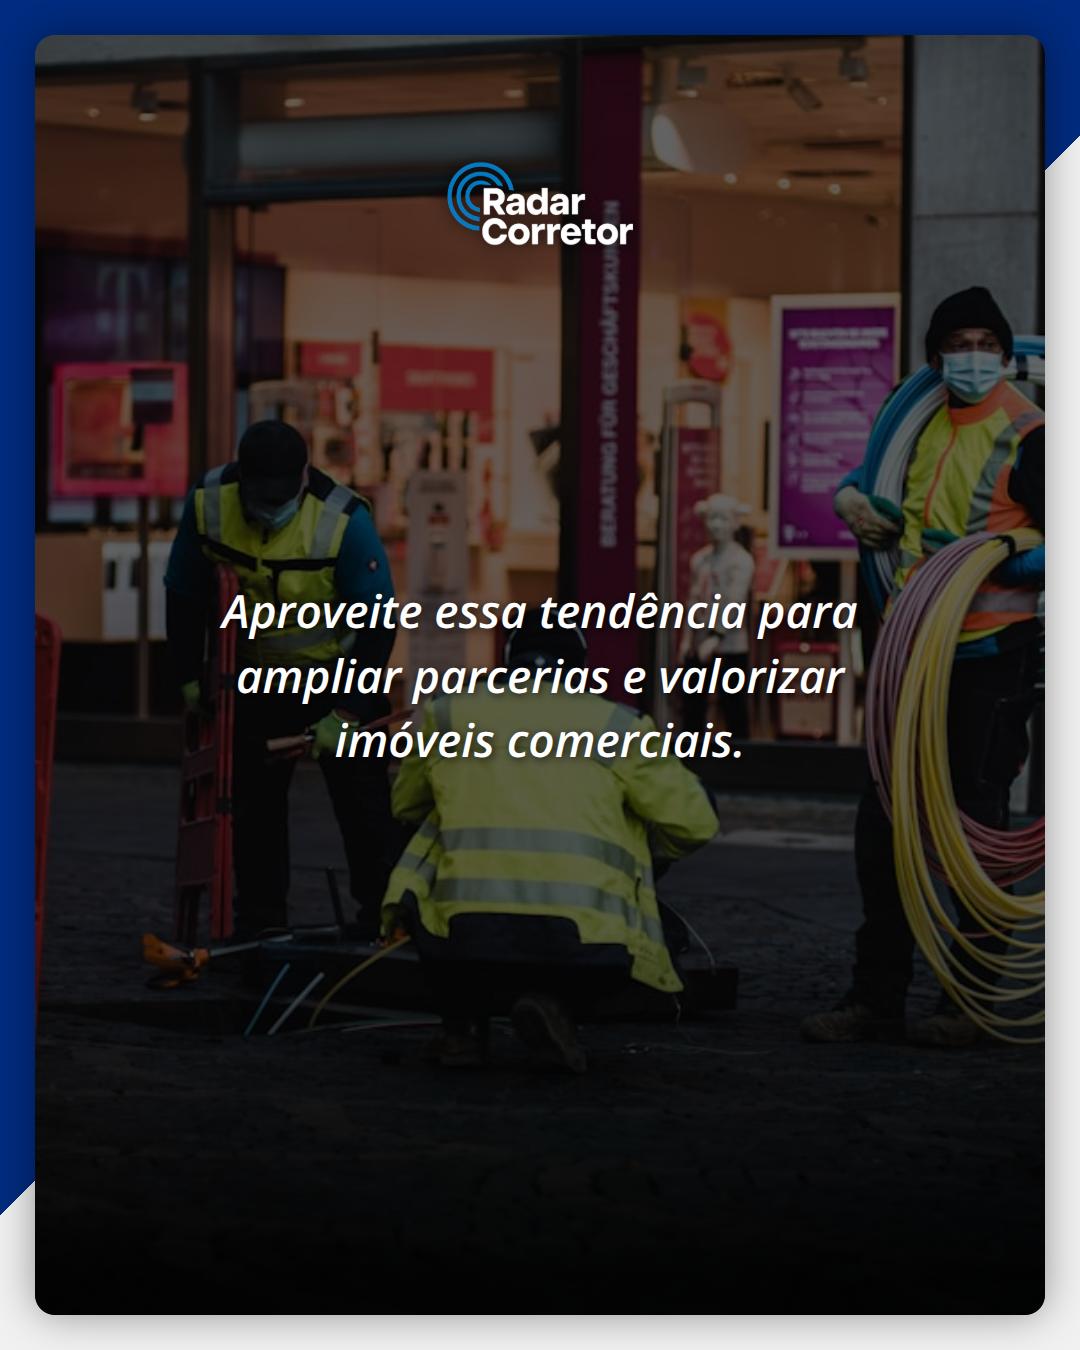 Radar
Corretor
BERATUNG FÜR GESCHÄFTSKUNDEN
Aproveite essa tendência para
ampliar parcerias e valorizar
imóveis comerciais.